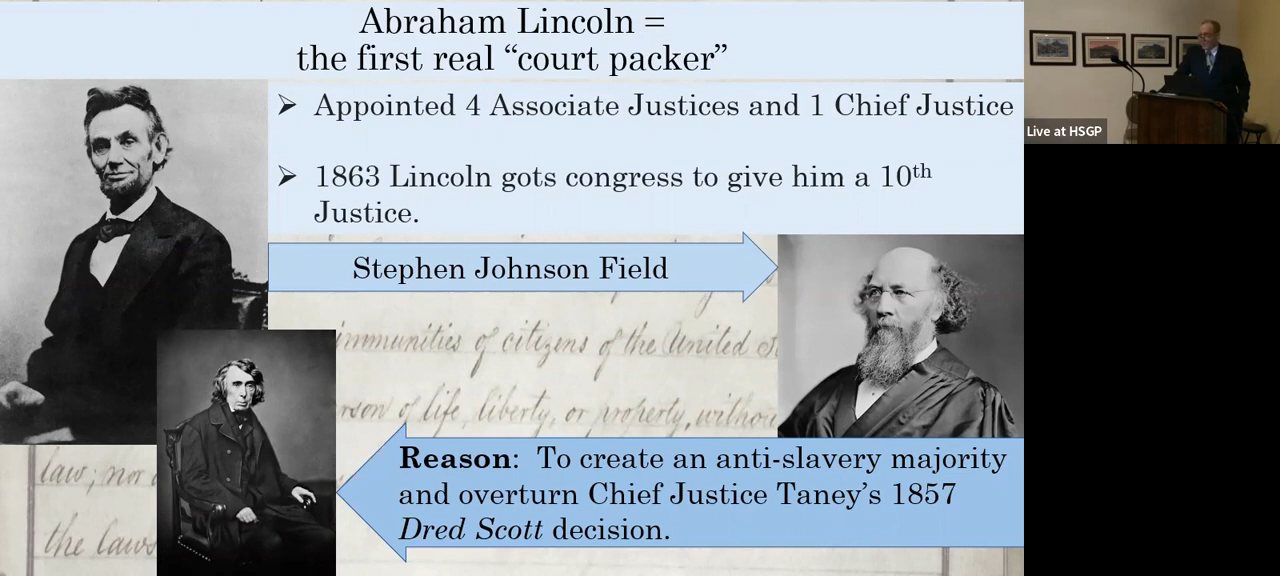 Abraham Lincoln =
the first real “court packer”
➢ Appointed 4 Associate Justices and 1 Chief Justice
➢ 1863 Lincoln gots congress to give him a 10th
Justice.
Stephen Johnson Field
immunities of citizens of the United
of life, liberty, or property, withou
Reason: To create an anti-slavery majority
and overturn Chief Justice Taney’s 1857
Dred Scott decision.
law; nor
the laws
Live at HSGP